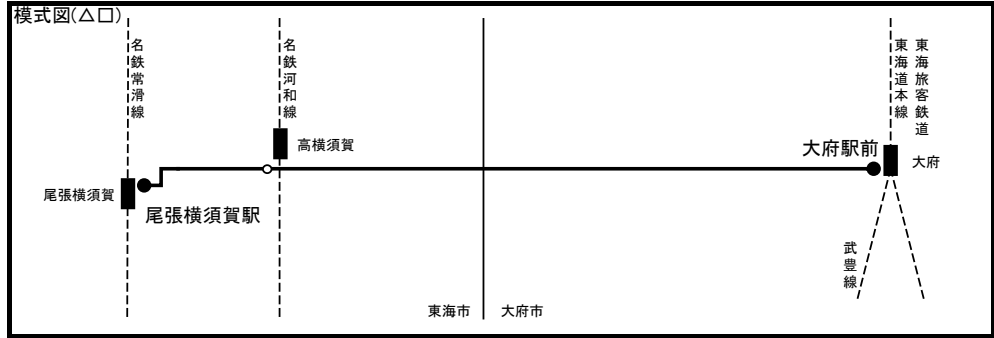 模式図(△口)
名鉄常滑線
名鉄河和線
東海道本線
東海旅客鉄道
高横須賀
大府駅前
大府
尾張横須賀
尾張横須賀駅
武豊線
東海市
大府市